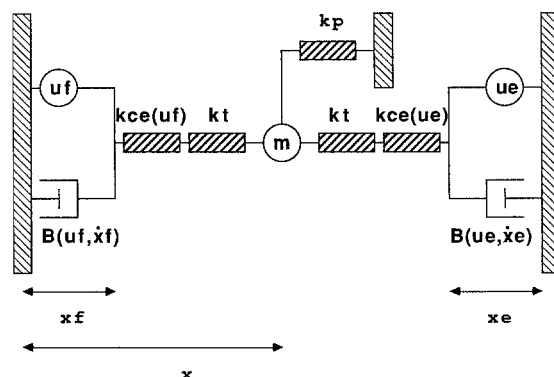 kp
uf
ue
kce(uf) kt
m
kt kce(ue)
B(uf,ẋf)
B(ue,ẋe)
xf
xe
x